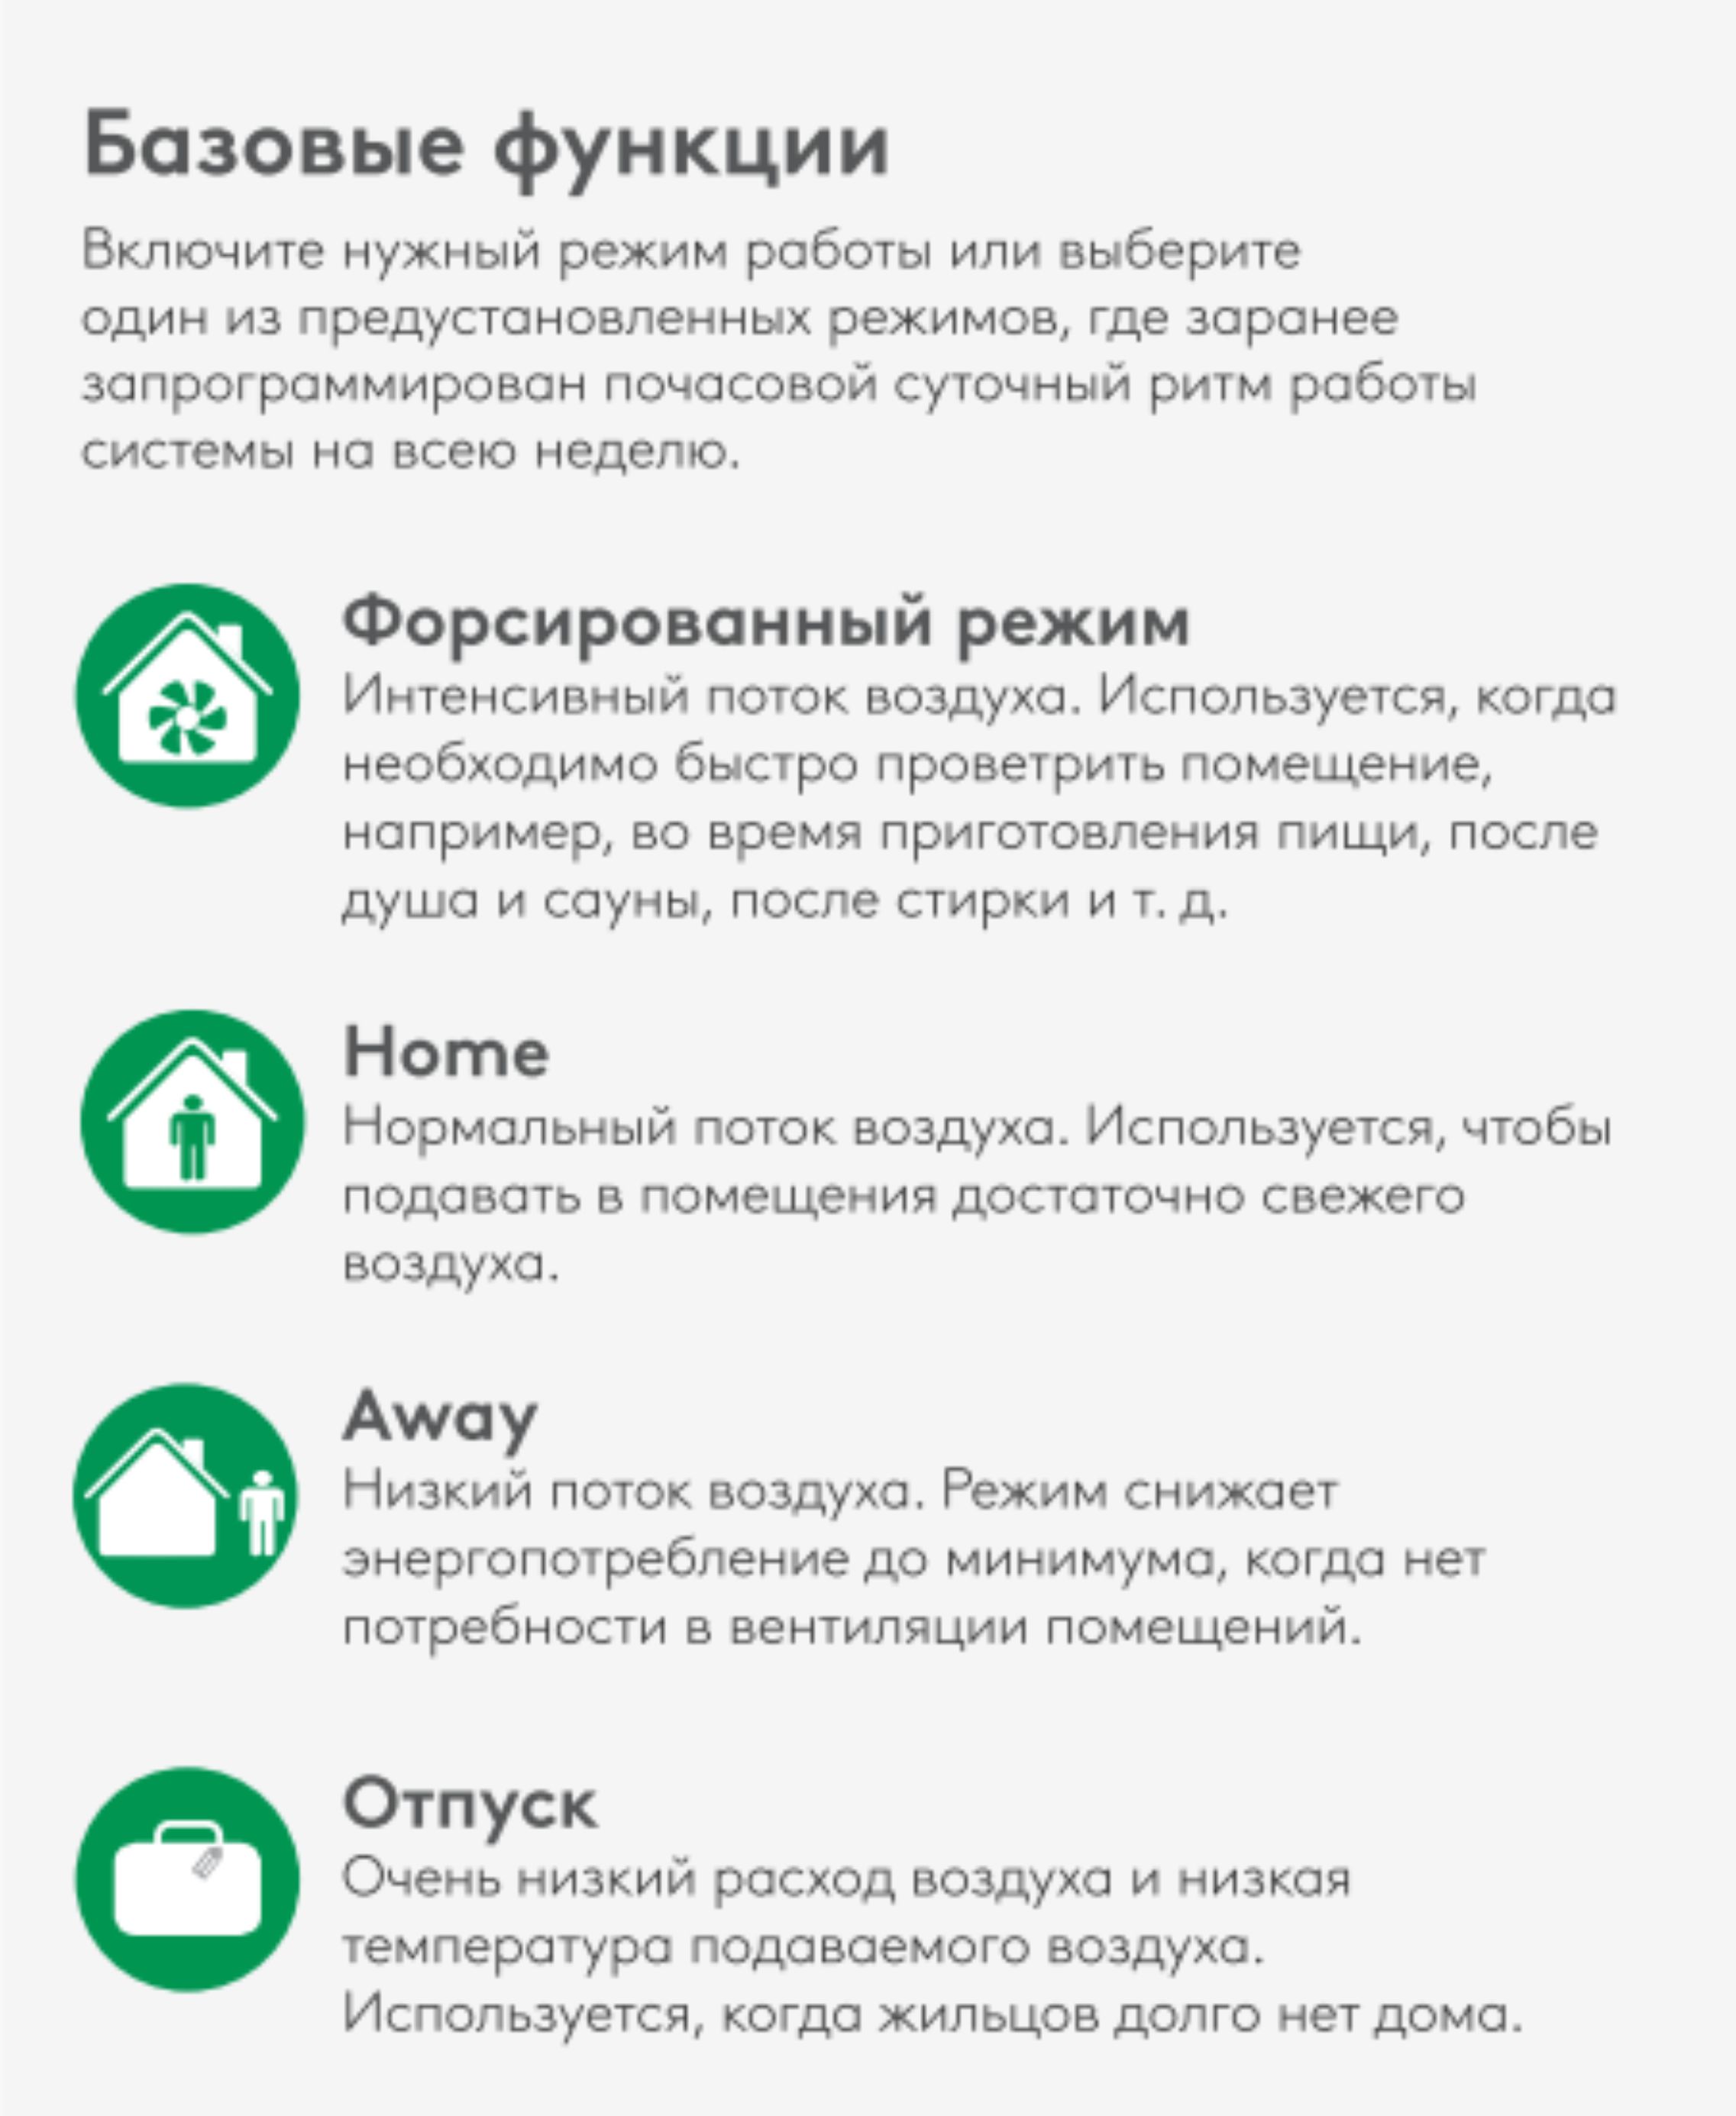 Базовые функции
Включите нужный режим работы или выберите
один из предустановленных режимов, где заранее
запрограммирован почасовой суточный ритм работы
системы на всею неделю.
Форсированный режим
Интенсивный поток воздуха. Используется, когда
необходимо быстро проветрить помещение,
например, во время приготовления пищи, после
душа и сауны, после стирки и т. д.
Home
Нормальный поток воздуха. Используется, чтобы
подавать в помещения достаточно свежего
воздуха.
Away
Низкий поток воздуха. Режим снижает
энергопотребление до минимума, когда нет
потребности в вентиляции помещений.
Отпуск
Очень низкий расход воздуха и низкая
температура подаваемого воздуха.
Используется, когда жильцов долго нет дома.